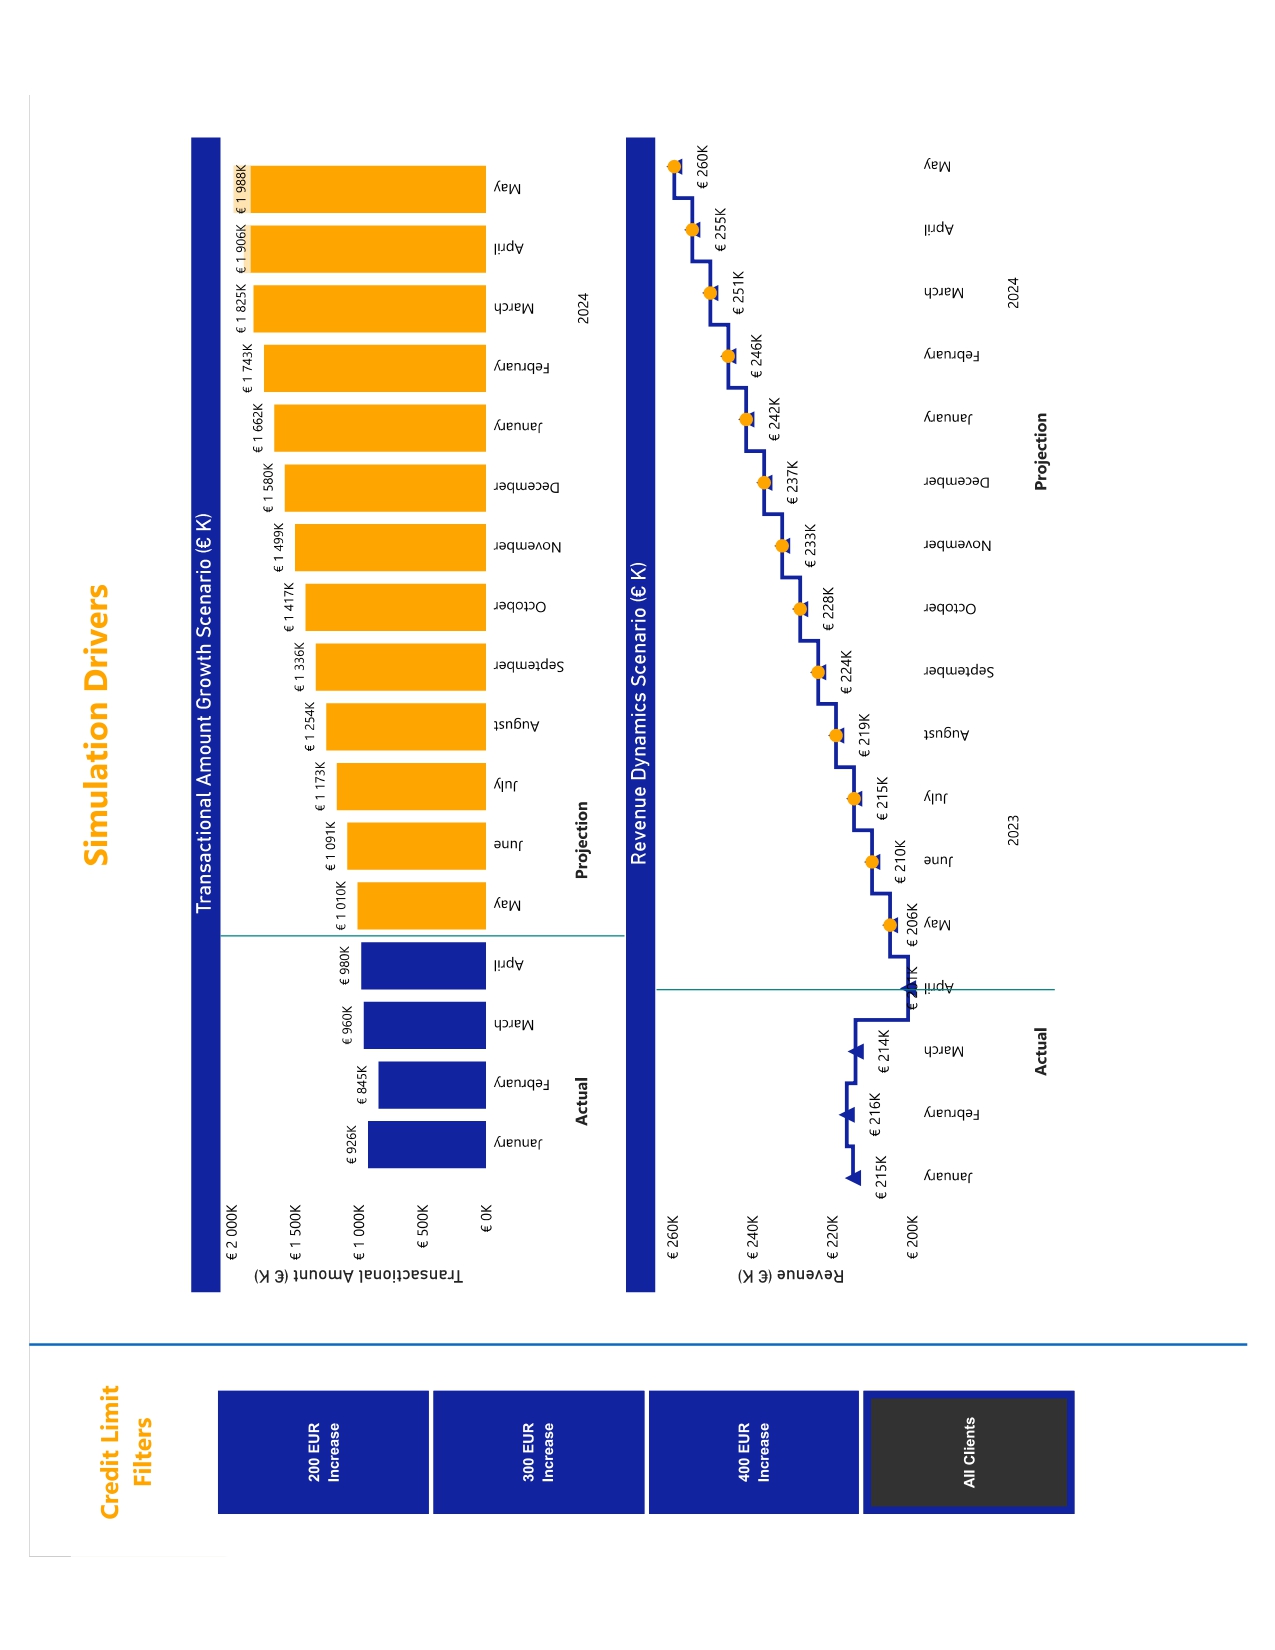 Credit Limit
Filters
Simulation Drivers
200 EUR
Increase
300 EUR
Increase
400 EUR
Increase
All Clients
Transactional Amount Growth Scenario (€ K)
Transactional Amount (€ K)
€ 2 000K
€ 1 500K
€ 1 000K
€ 500K
€ 0K
€ 926K
€ 845K
€ 960K
€ 980K
€ 1 010K
€ 1 091K
€ 1 173K
€ 1 254K
€ 1 336K
€ 1 417K
€ 1 499K
€ 1 580K
€ 1 662K
€ 1 743K
€ 1 825K
€ 1 906K
€ 1 988K
January
February
March
April
May
June
July
August
September
October
November
December
January
February
March
April
May
Actual
Projection
2024
Revenue Dynamics Scenario (€ K)
Revenue (€ K)
€ 260K
€ 240K
€ 220K
€ 200K
€ 215K
€ 216K
€ 214K
€ 206K
€ 210K
€ 215K
€ 219K
€ 224K
€ 228K
€ 233K
€ 237K
€ 242K
€ 246K
€ 251K
€ 255K
€ 260K
January
February
March
April
May
June
July
August
September
October
November
December
January
February
March
April
May
2023
2024
Actual
Projection